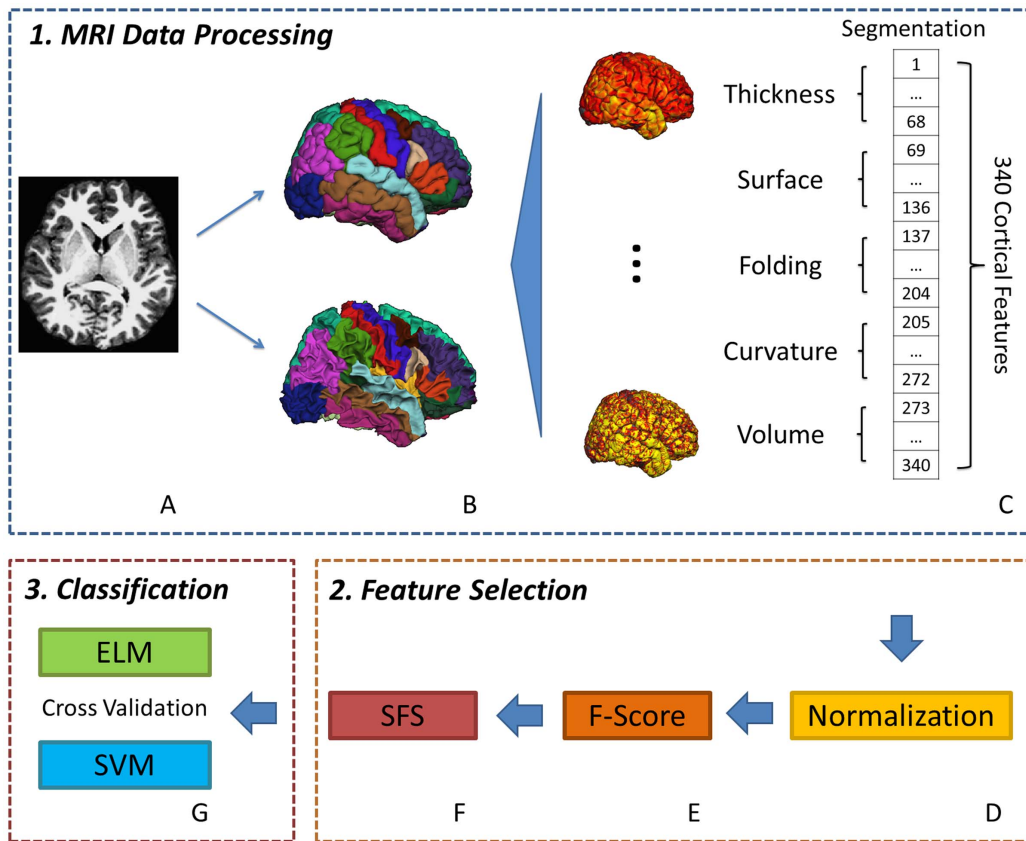 1. MRI Data Processing
Segmentation
Thickness
1
...
68
Surface
69
...
136
Folding
137
...
204
Curvature
205
...
272
Volume
273
...
340
340 Cortical Features
A
B
C
3. Classification
ELM
Cross Validation
SVM
G
2. Feature Selection
SFS
F-Score
Normalization
F
E
D